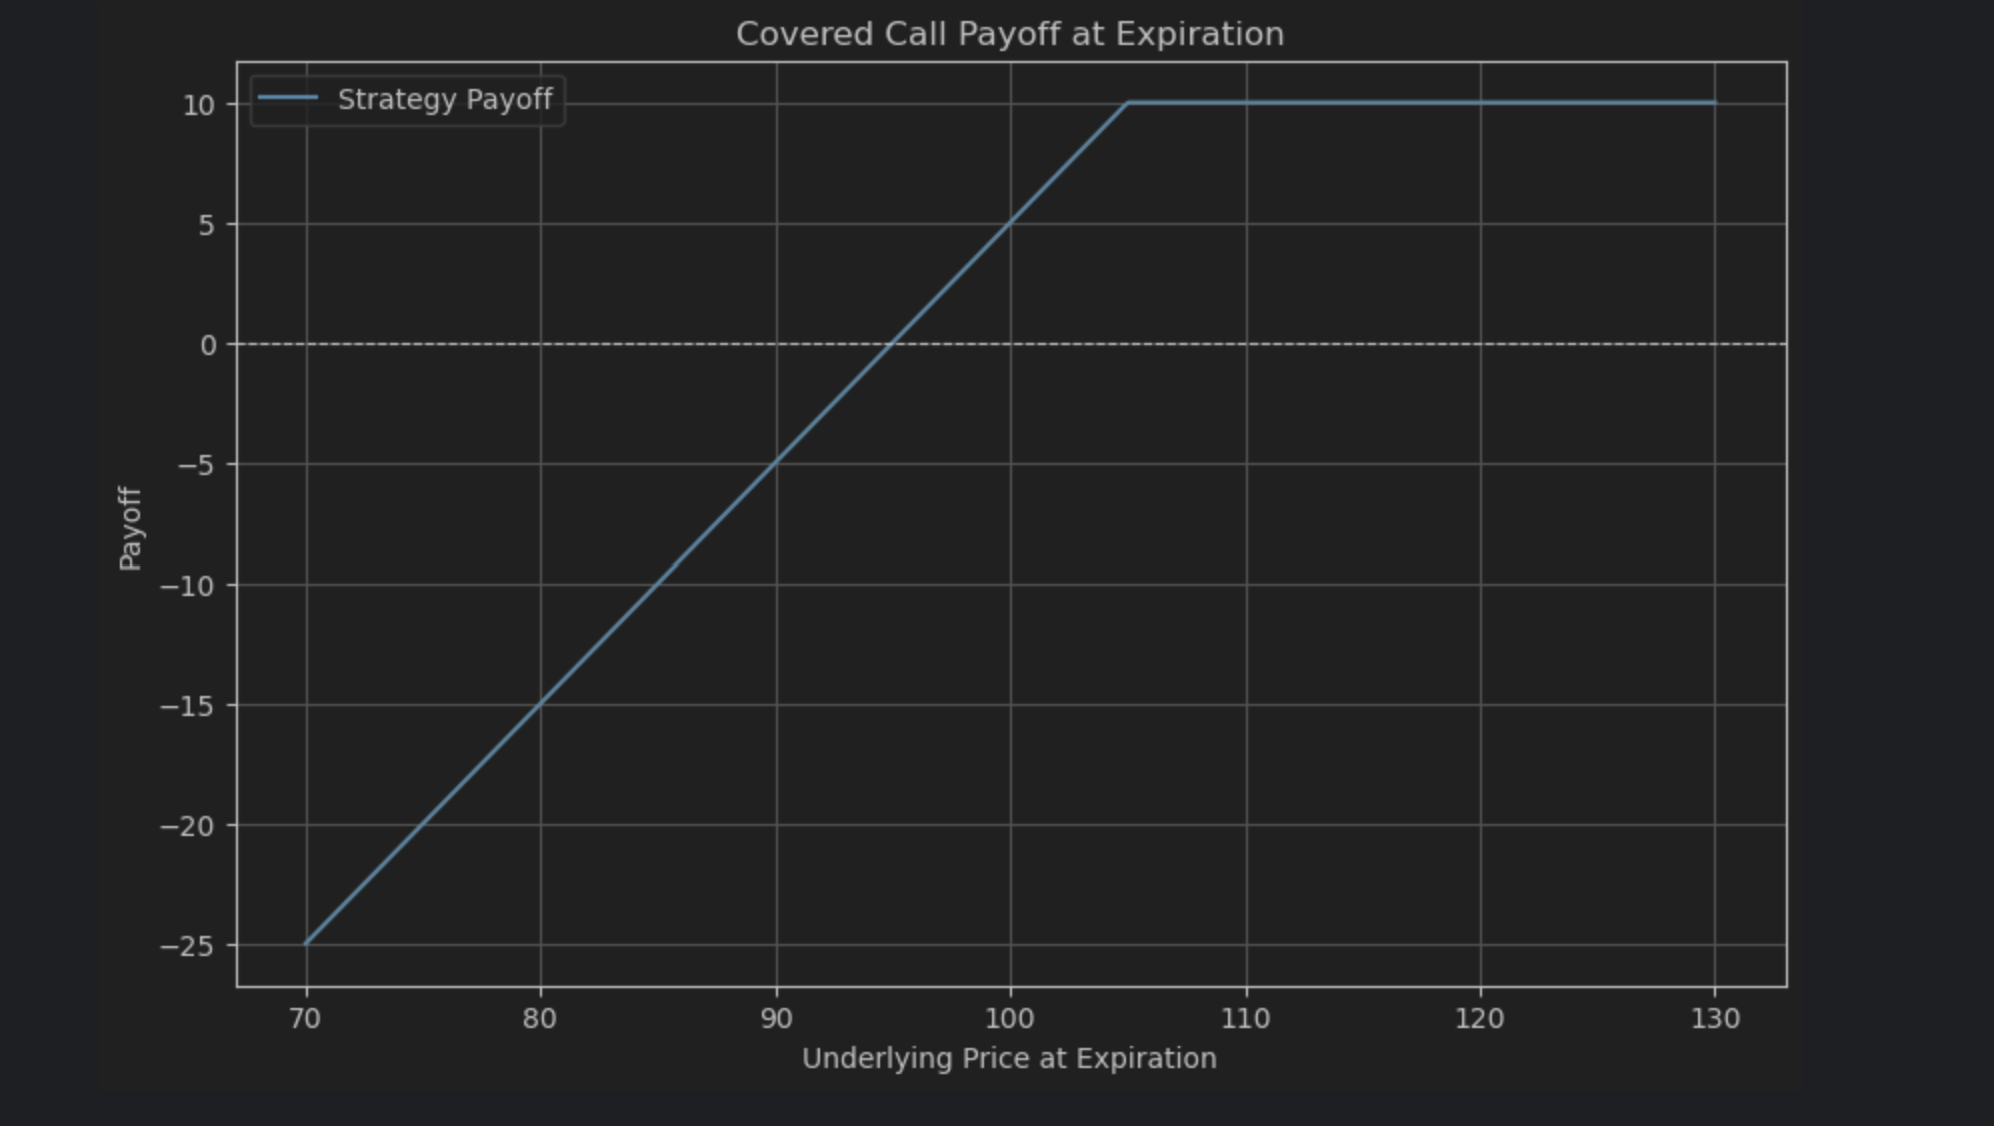 Covered Call Payoff at Expiration
Strategy Payoff
10
5
0
−5
−10
−15
−20
−25
Payoff
70 80 90 100 110 120 130
Underlying Price at Expiration